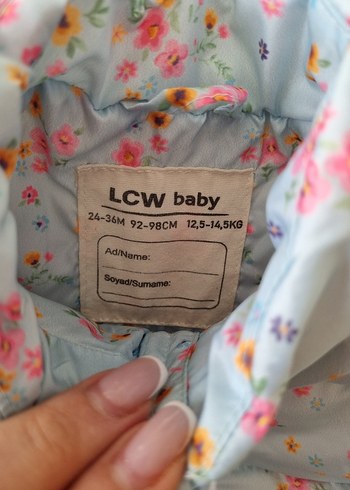 LCW baby
24-36M 92-98CM 12,5-14,5KG
Ad/Name:
Soyad/Surname: